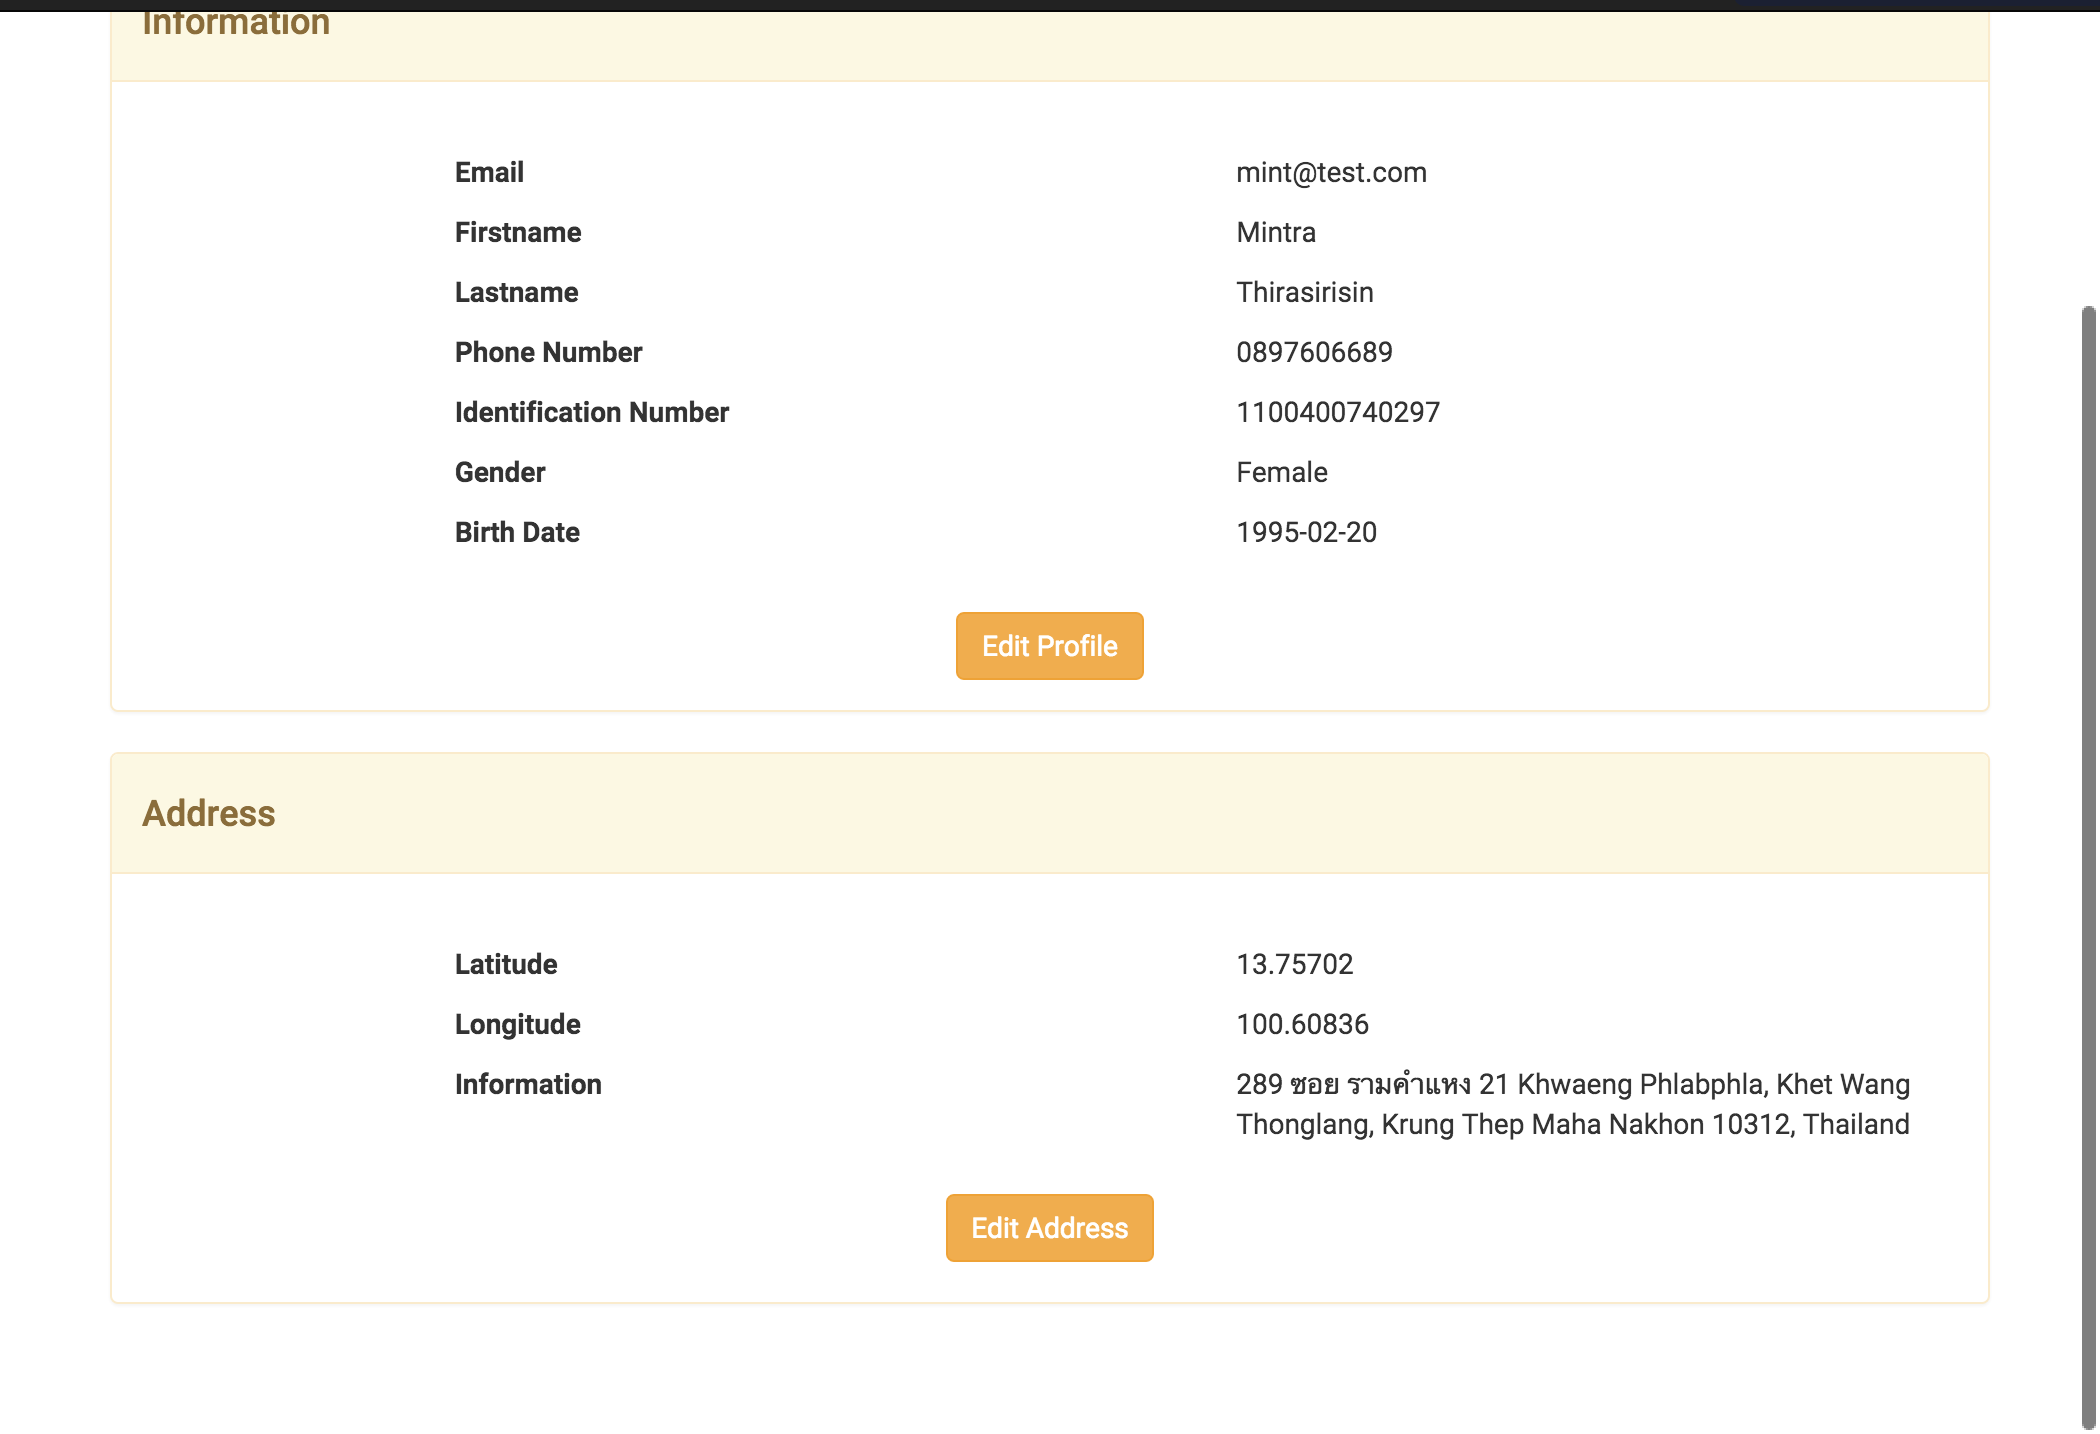 Information
Email mint@test.com
Firstname Mintra
Lastname Thirasirisin
Phone Number 0897606689
Identification Number 1100400740297
Gender Female
Birth Date 1995-02-20
Edit Profile
Address
Latitude 13.75702
Longitude 100.60836
Information 289 ซอย รามคำแหง 21 Khwaeng Phlabphla, Khet Wang
Thonglang, Krung Thep Maha Nakhon 10312, Thailand
Edit Address